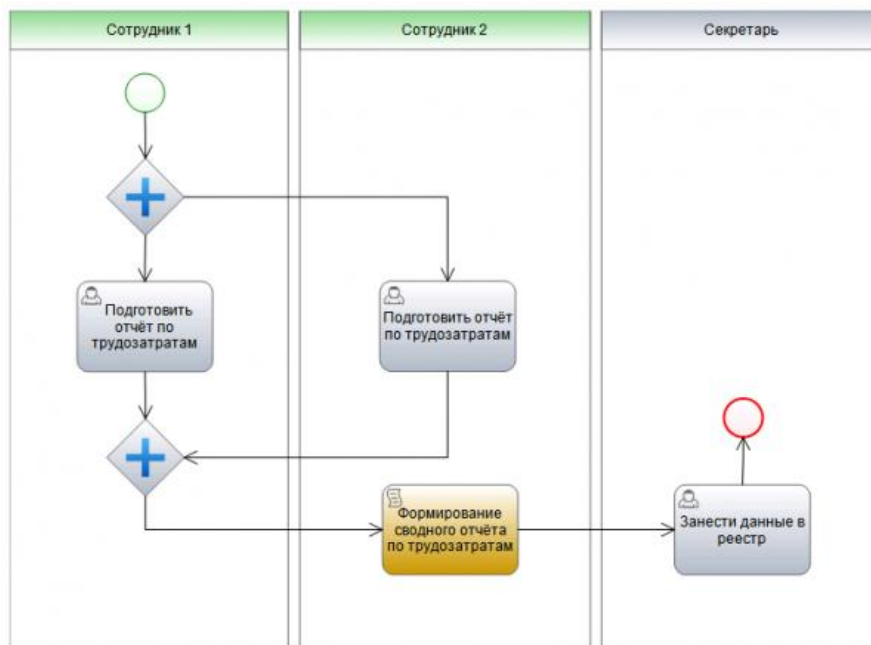 Сотрудник 1
Сотрудник 2
Секретарь
Подготовить
отчёт по
трудозатратам
Подготовить отчёт
по трудозатратам
Формирование
сводного отчёта
по трудозатратам
Занести данные в
реестр